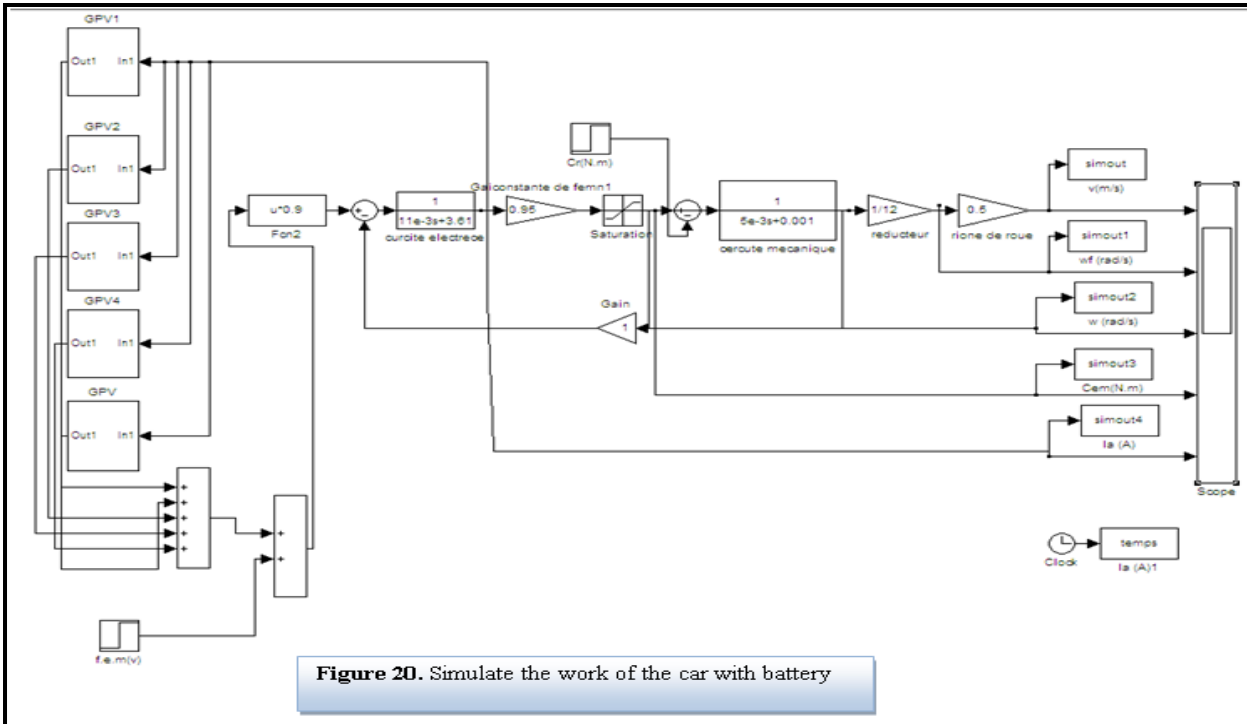 GPV1
Out1 In1
GPV2
Out1 In1
GPV3
Out1 In1
GPV4
Out1 In1
GPV
Out1 In1
+
+
+
+
+
+
+
f.e.m(v)
u*0.9
Fcn2
+
-
1
11e-3s+3.61
curcite electrece
Gaiconstante de femn1
0.95
Saturation
Cr(N.m)
1
6e-3s+0.001
cercute mecanique
1/12
reducteur
0.5
rione de roue
Gain
1
simout
v(m/s)
simout1
wf (rad/s)
simout2
w (rad/s)
simout3
Cem(N.m)
simout4
Ia (A)
Scope
Clock
temps
Ia (A)1
Figure 20. Simulate the work of the car with battery